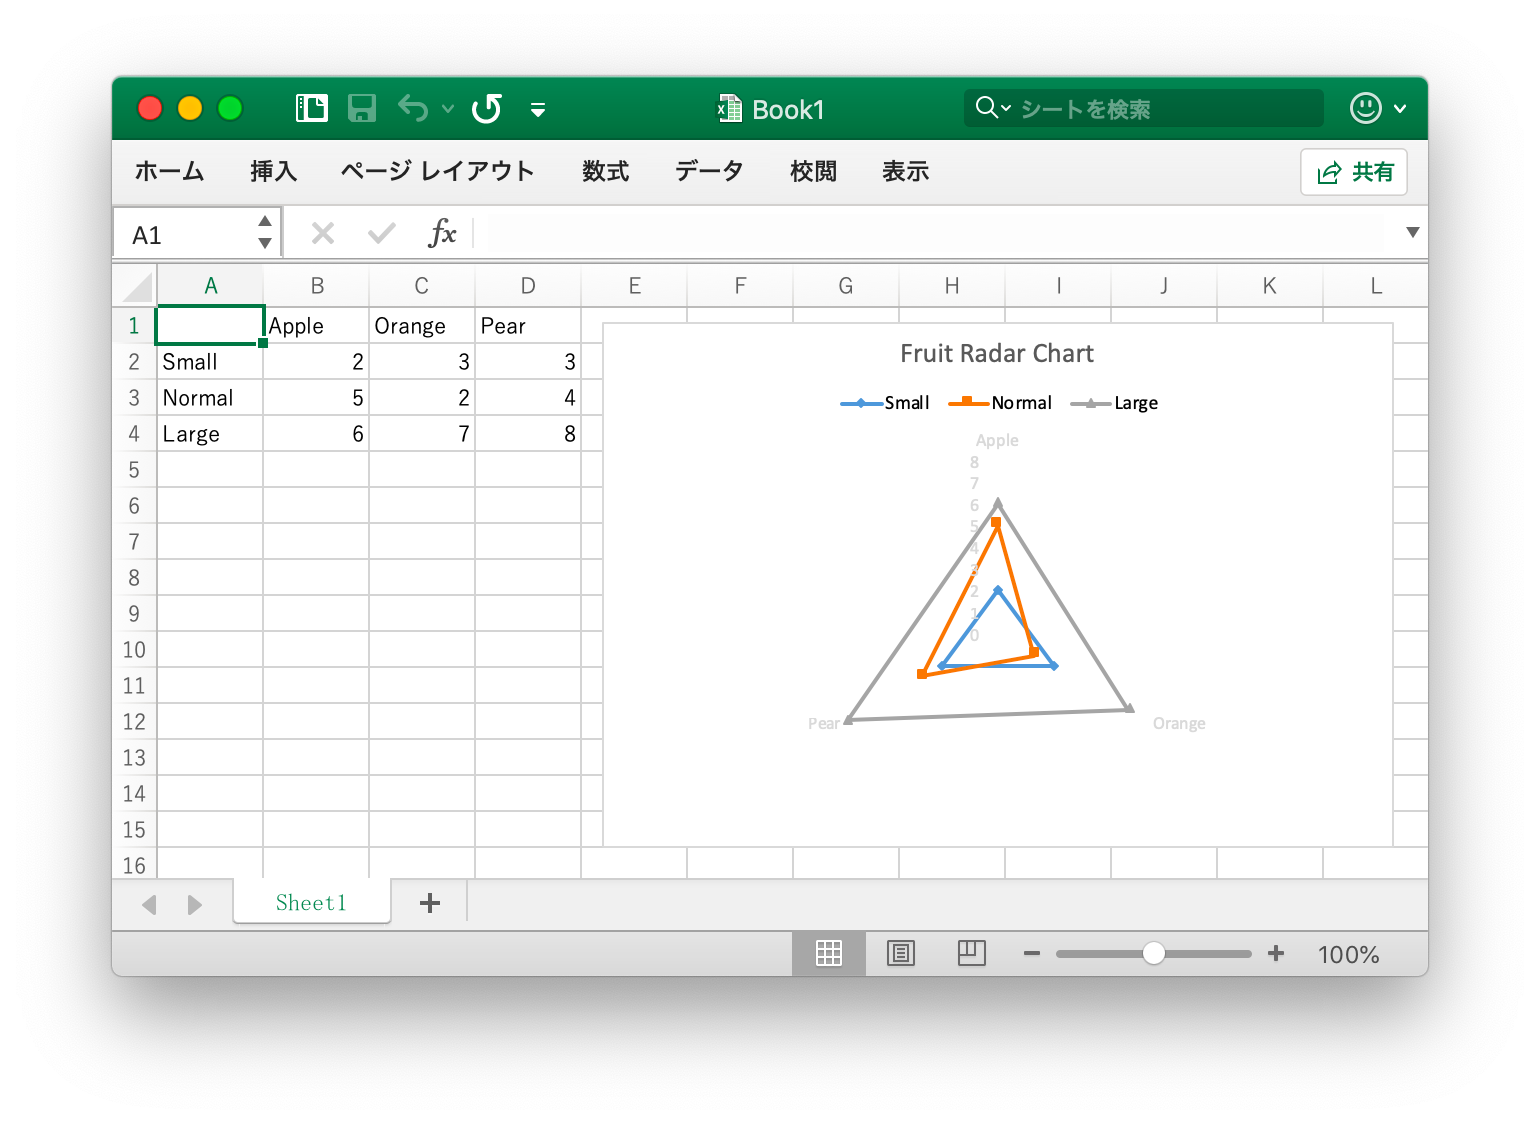 Book1
シートを検索
ホーム 挿入 ページ レイアウト 数式 データ 校閲 表示 共有
A1 fx
A B C D E F G H I J K L
1 Apple Orange Pear
2 Small 2 3 3
3 Normal 5 2 4
4 Large 6 7 8
5
6
7
8
9
10
11
12
13
14
15
16
Fruit Radar Chart
Small Normal Large
Apple
8
7
6
5
4
3
2
1
0
Pear Orange
Sheet1
100%